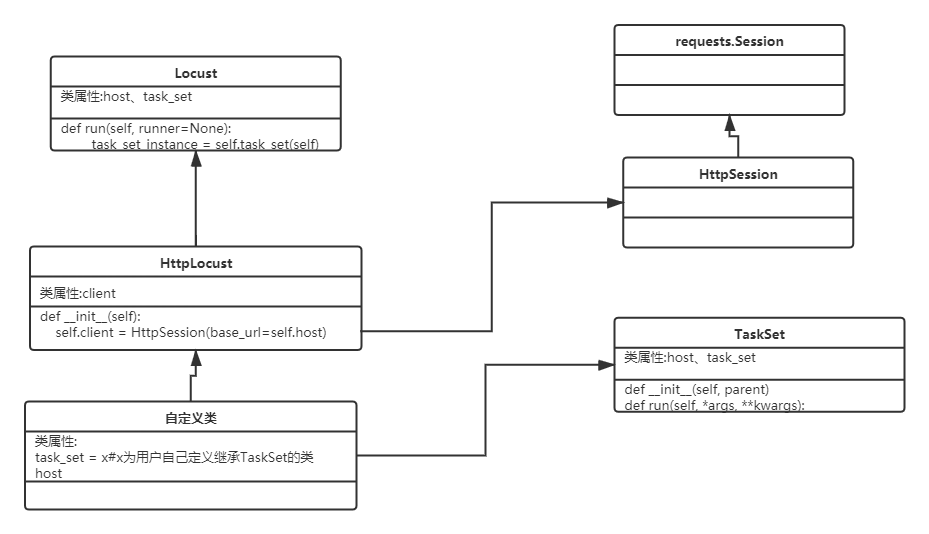 Locust
类属性:host、task_set
def run(self, runner=None):
task_set_instance = self.task_set(self)
requests.Session
HttpSession
HttpLocust
类属性:client
def __init__(self):
self.client = HttpSession(base_url=self.host)
TaskSet
类属性:host、task_set
def __init__(self, parent)
def run(self, *args, **kwargs):
自定义类
类属性:
task_set = x#x为用户自己定义继承TaskSet的类
host